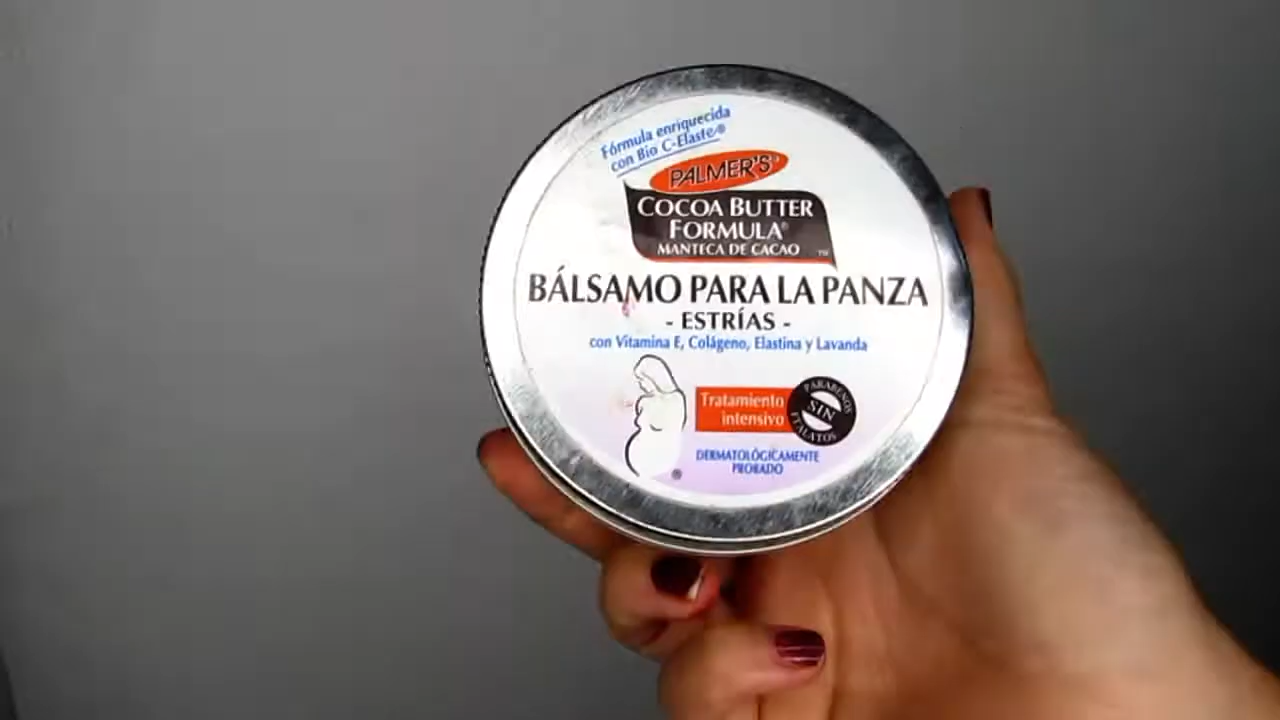 Fórmula enriquecida
con Bio C-Elaste®
PALMER'S®
COCOA BUTTER
FORMULA®
MANTECA DE CACAO ™
BÁLSAMO PARA LA PANZA
- ESTRÍAS -
con Vitamina E, Colágeno, Elastina y Lavanda
Tratamiento
intensivo
PARABENOS
SIN
FTALATOS
DERMATOLÓGICAMENTE
PROBADO
®